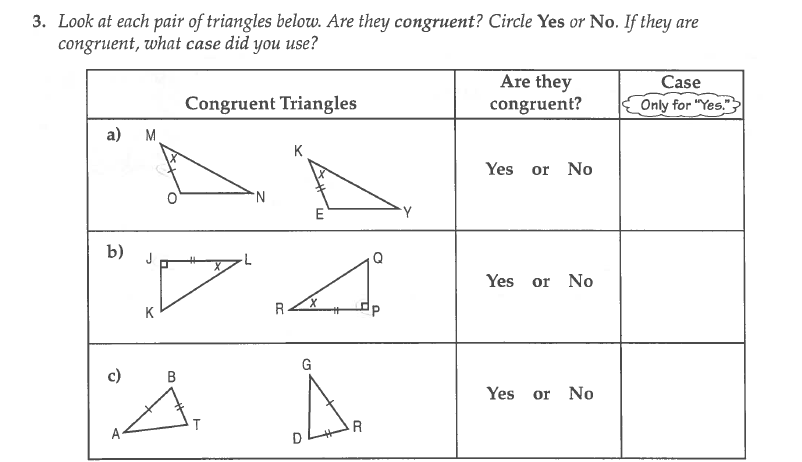 3. Look at each pair of triangles below. Are they congruent? Circle Yes or No. If they are
congruent, what case did you use?
Congruent Triangles
Are they
congruent?
Case
Only for "Yes."
a)
M
x
O
N
K
x
E
Y
Yes or No
b)
J
L
x
K
Q
R
x
P
Yes or No
c)
B
A
T
G
D
R
Yes or No